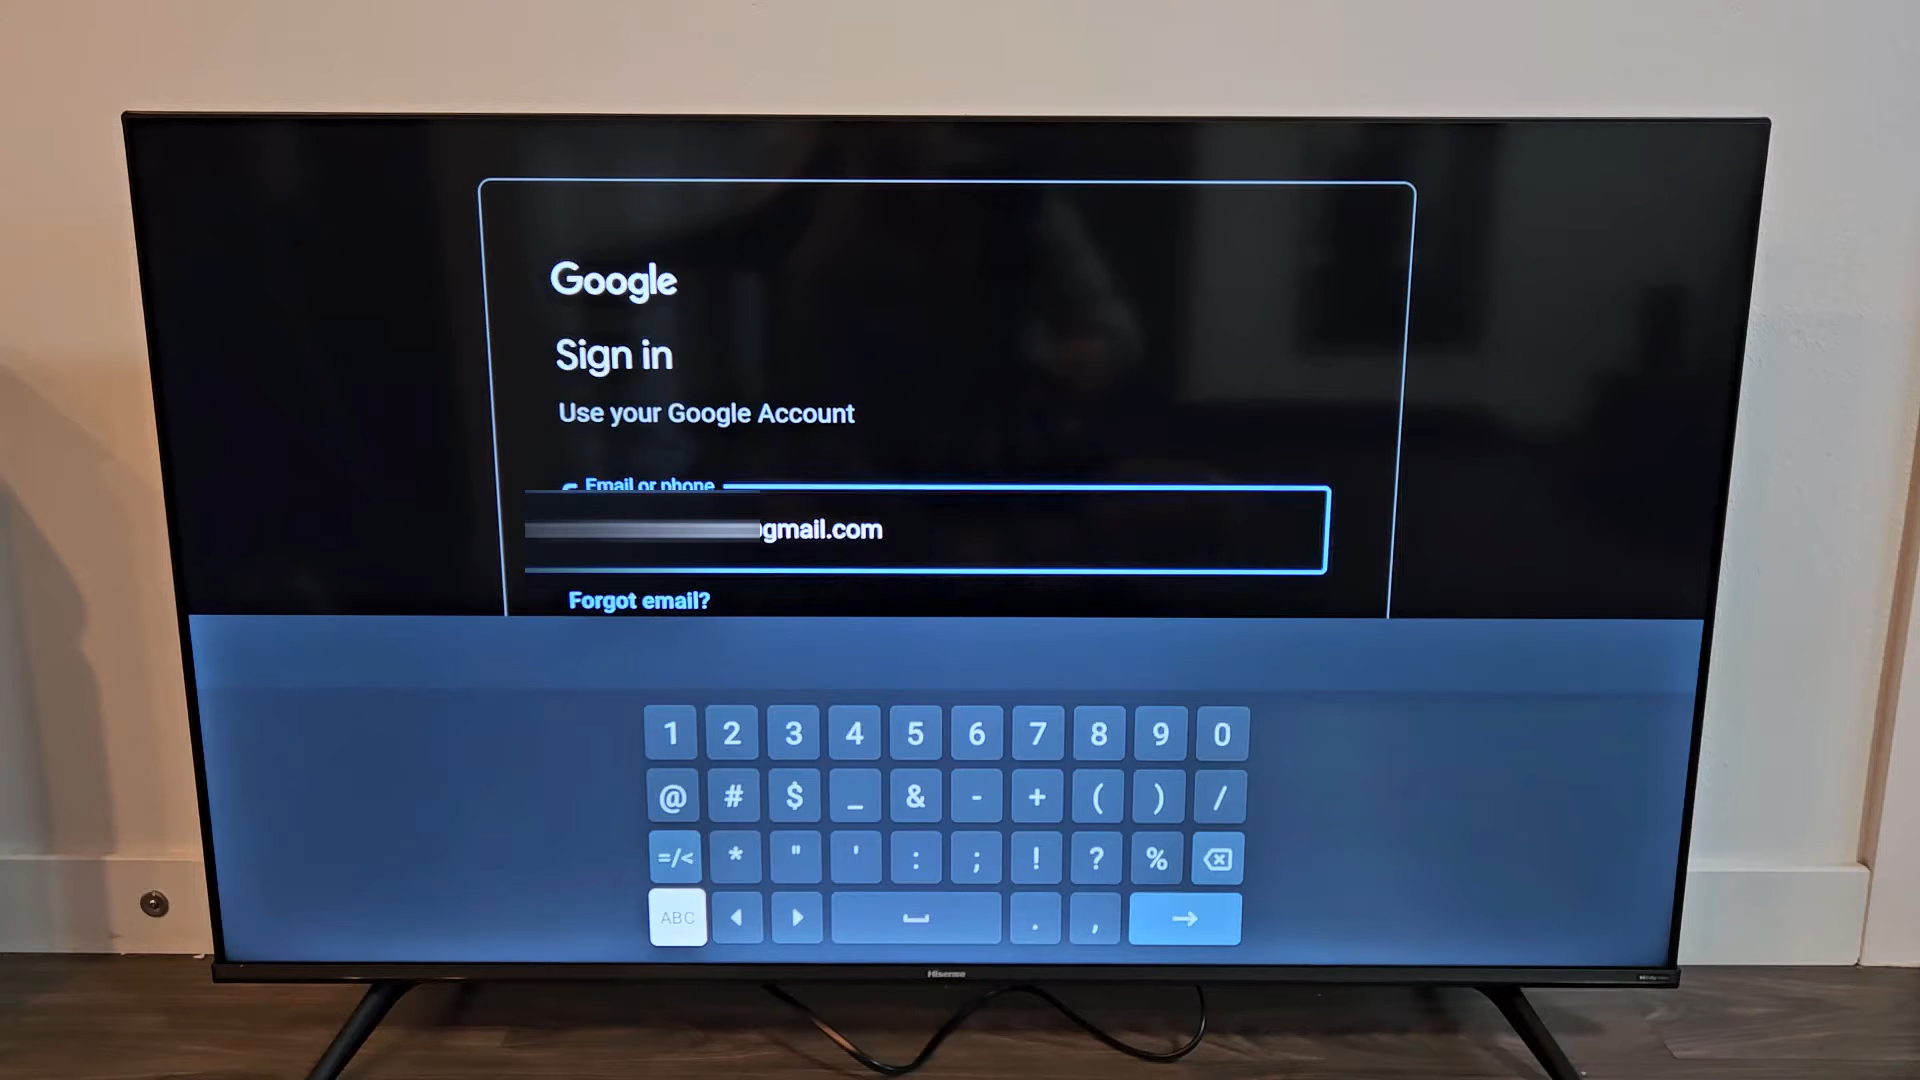 Google
Sign in
Use your Google Account
Email or phone
gmail.com
Forgot email?
1 2 3 4 5 6 7 8 9 0
@ # $ _ & - + ( ) /
=/< * " ' : ; ! ? %
ABC . ,
Hisense